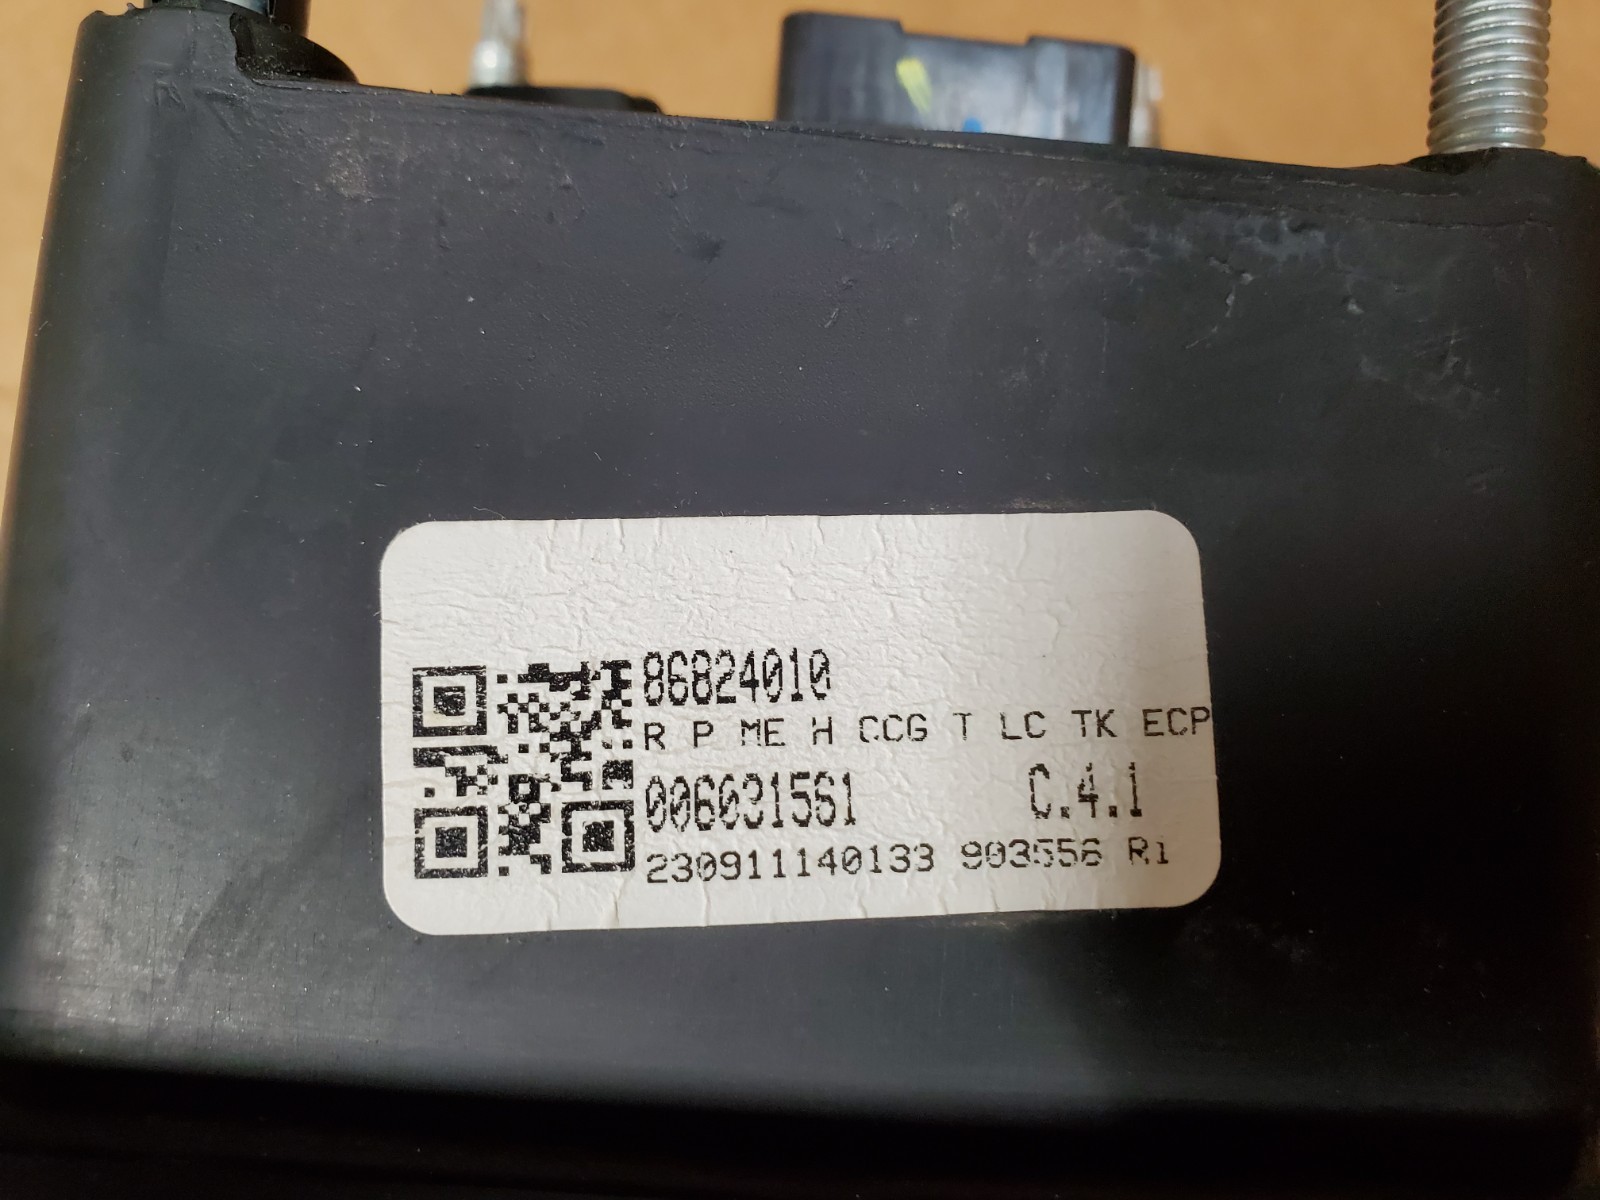 86824010
R P ME H CCG T LC TK ECP
006031561 C.4.1
230911140133 903556 R1